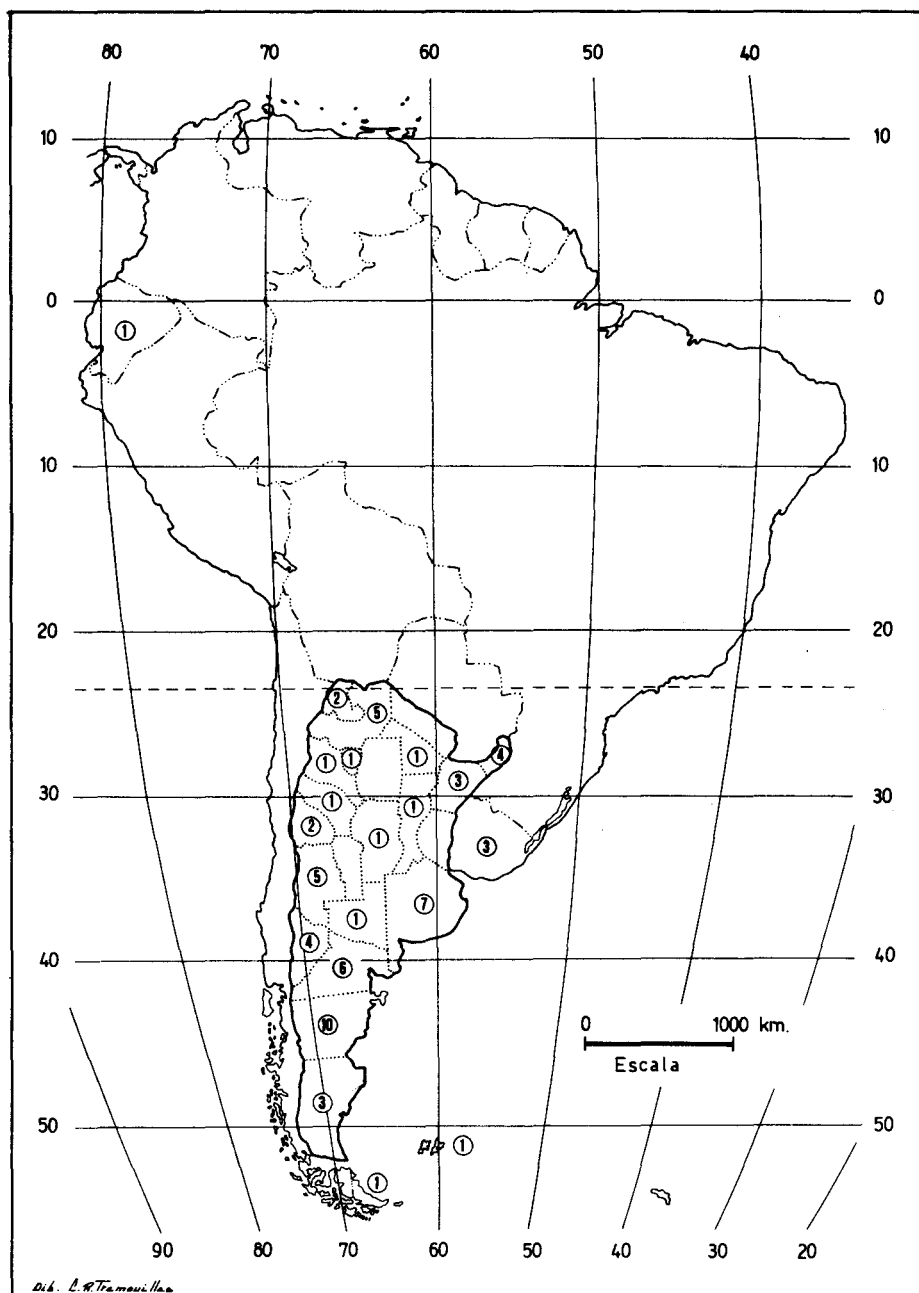 80 70 60 50 40
10 10
0 0
①
10 10
20 20
② ⑤
① ① ① ④
③
30 ① ① 30
② ① ③
⑤ ⑦
①
④
40 ⑥ 40
⑩
0 1000 km.
Escala
③
50 ① 50
①
90 80 70 60 50 40 30 20
Dib. C.R. Tremouilles